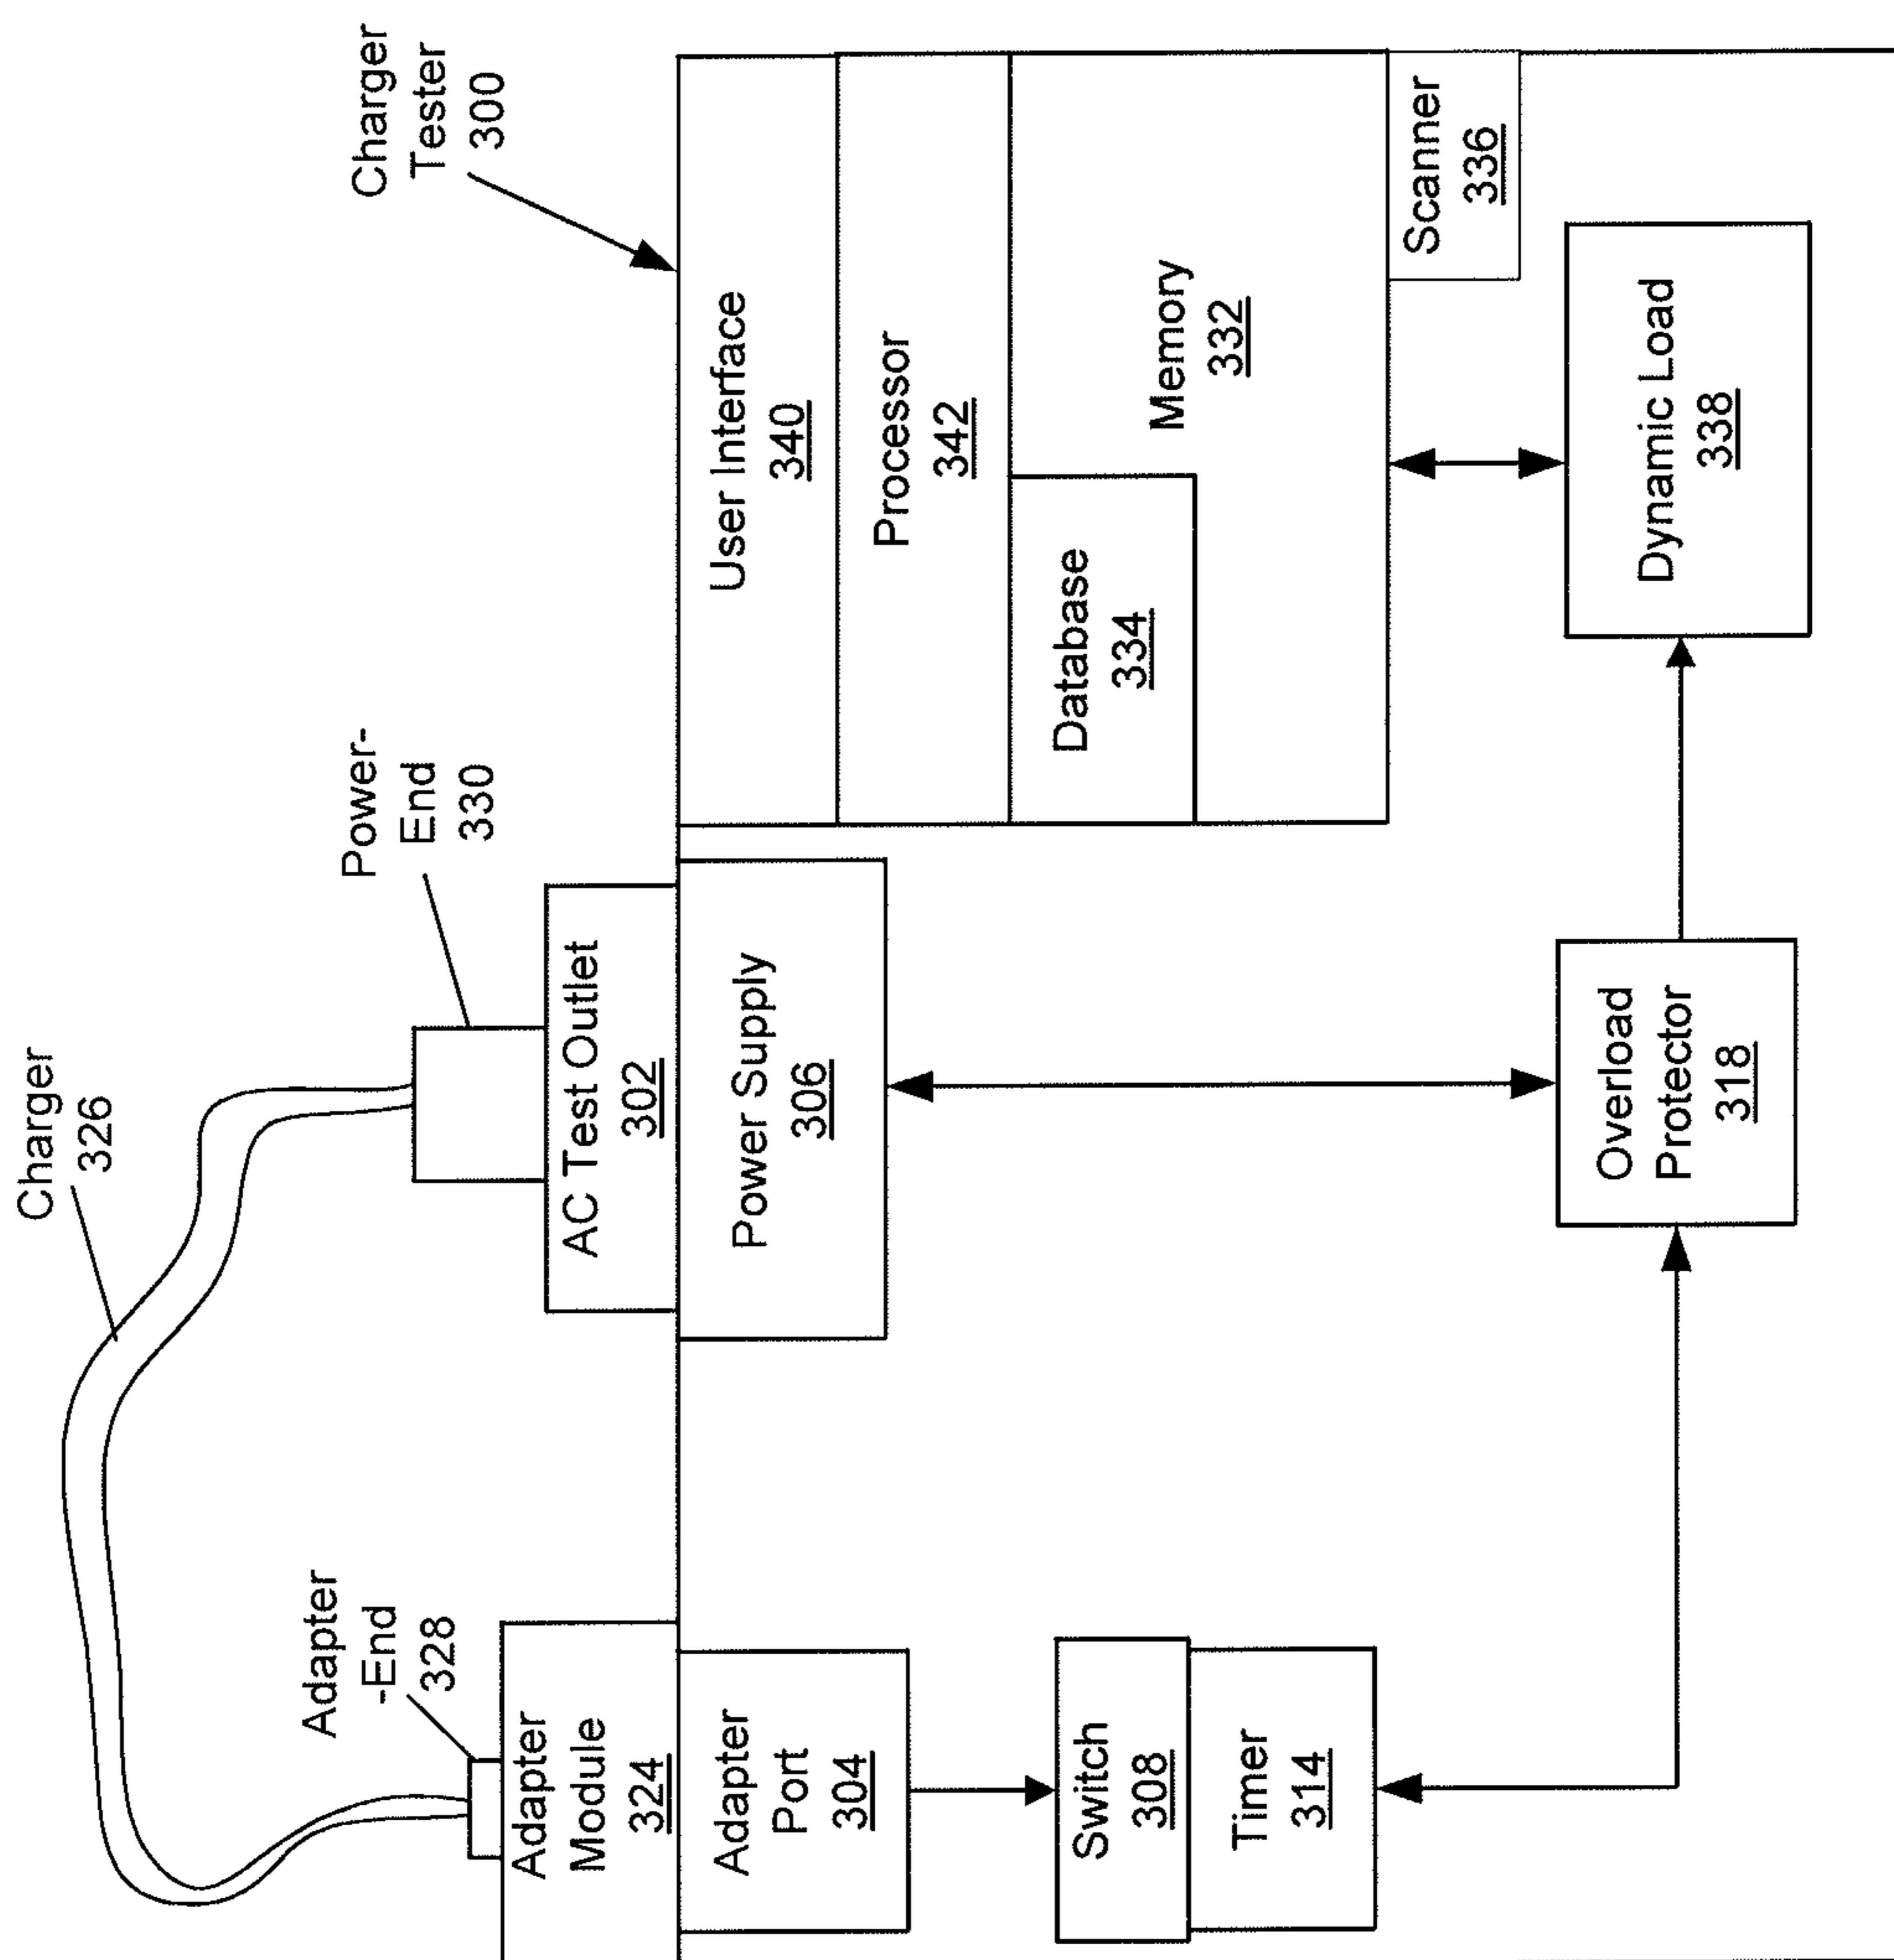 Charger
326
Charger
Tester
300
Power-
End
330
Adapter
-End
328
Adapter
Module
324
AC Test Outlet
302
User Interface
340
Adapter
Port
304
Power Supply
306
Processor
342
Database
334
Memory
332
Scanner
336
Switch
308
Timer
314
Overload
Protector
318
Dynamic Load
338